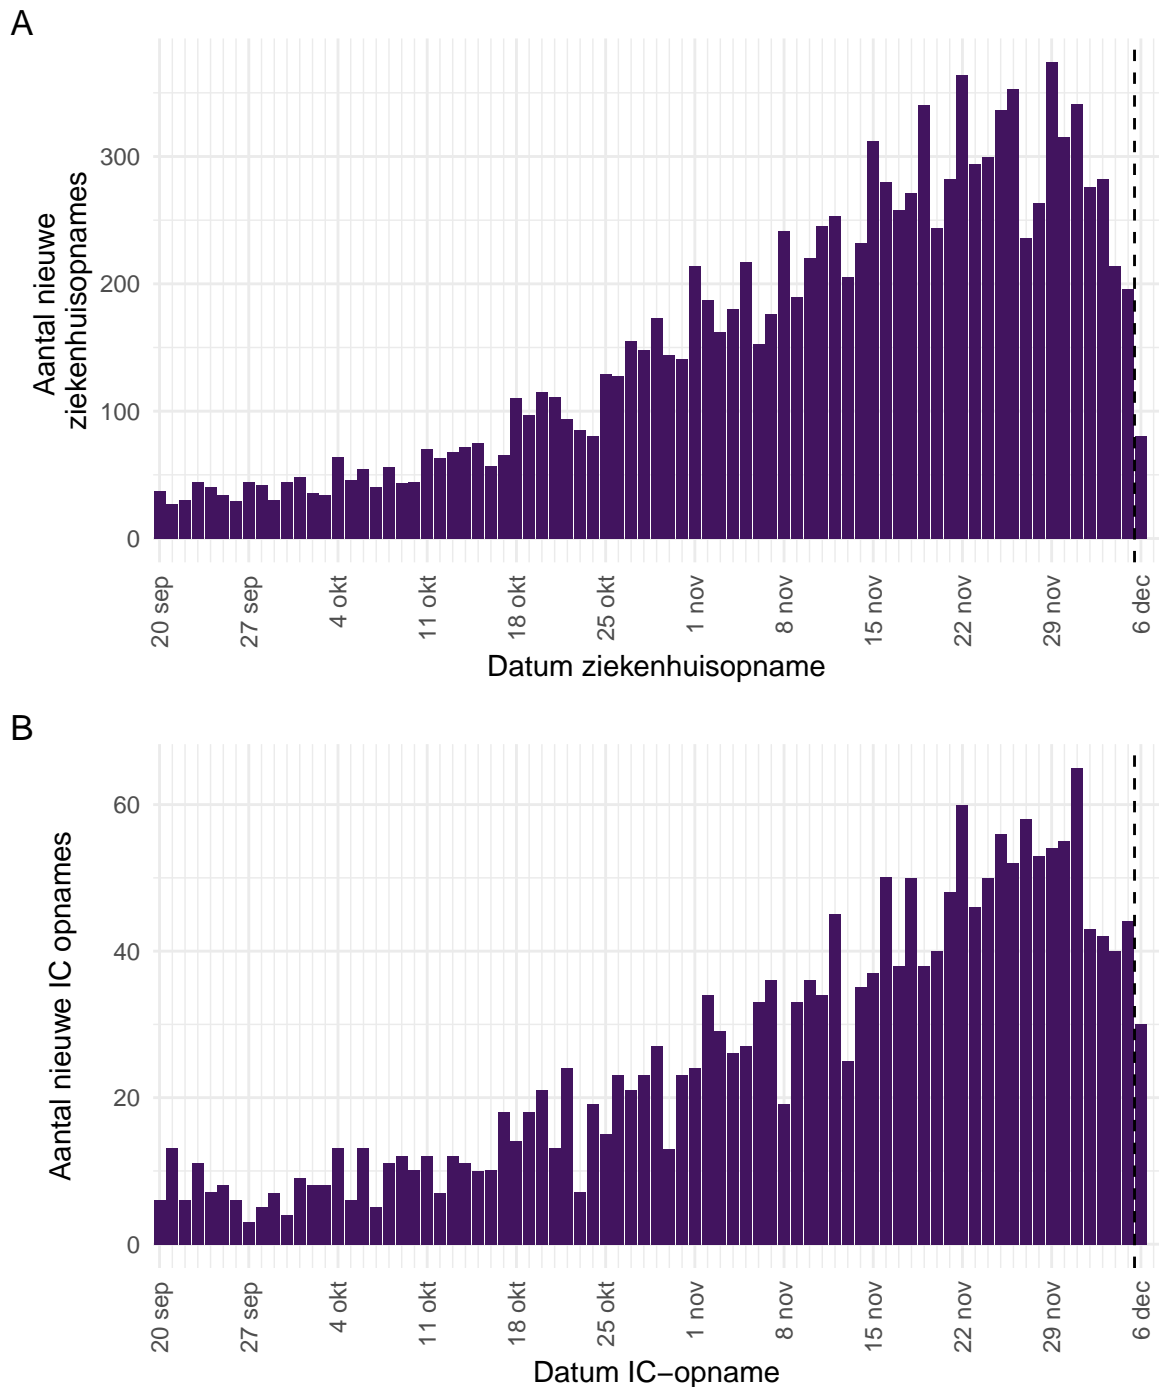 A
300
200
100
0
Aantal nieuwe
ziekenhuisopnames
20 sep
27 sep
4 okt
11 okt
18 okt
25 okt
1 nov
8 nov
15 nov
22 nov
29 nov
6 dec
Datum ziekenhuisopname
B
60
40
20
0
Aantal nieuwe IC opnames
20 sep
27 sep
4 okt
11 okt
18 okt
25 okt
1 nov
8 nov
15 nov
22 nov
29 nov
6 dec
Datum IC−opname